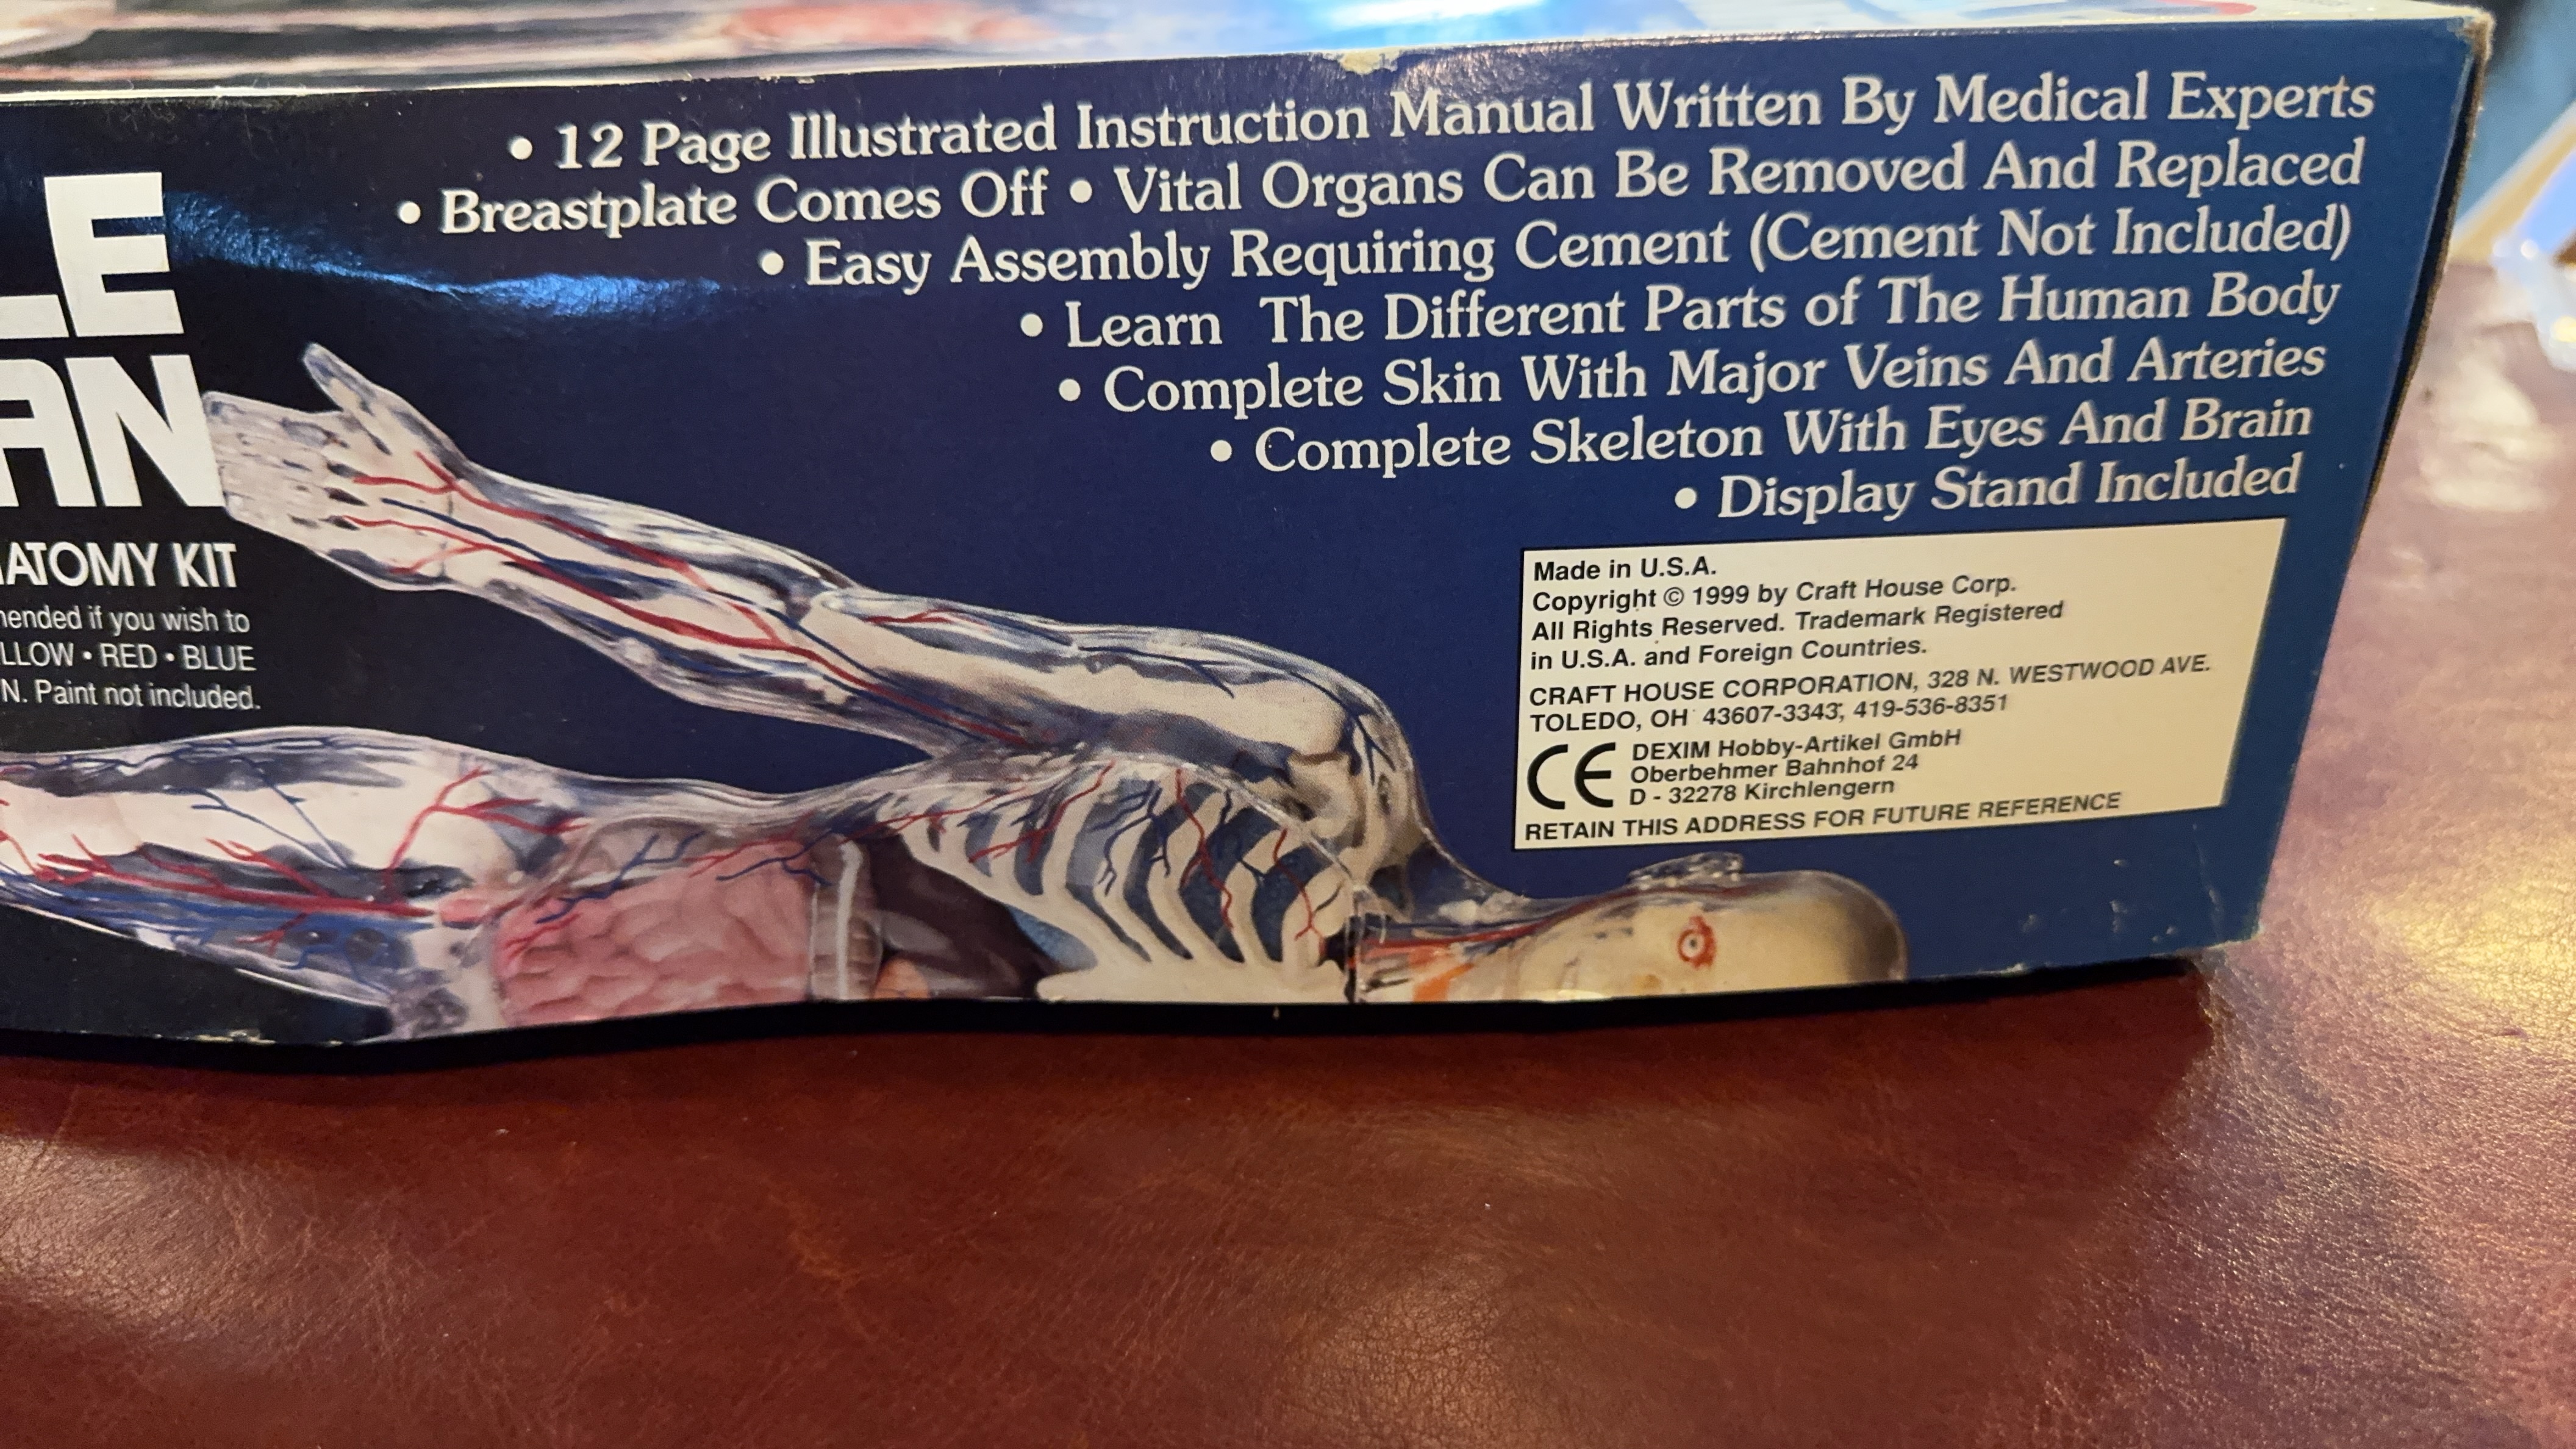 • 12 Page Illustrated Instruction Manual Written By Medical Experts
• Breastplate Comes Off • Vital Organs Can Be Removed And Replaced
• Easy Assembly Requiring Cement (Cement Not Included)
• Learn The Different Parts of The Human Body
• Complete Skin With Major Veins And Arteries
• Complete Skeleton With Eyes And Brain
• Display Stand Included
LE
AN
ATOMY KIT
ended if you wish to
LLOW • RED • BLUE
N. Paint not included.
Made in U.S.A.
Copyright © 1999 by Craft House Corp.
All Rights Reserved. Trademark Registered
in U.S.A. and Foreign Countries.
CRAFT HOUSE CORPORATION, 328 N. WESTWOOD AVE.
TOLEDO, OH 43607-3343, 419-536-8351
CE DEXIM Hobby-Artikel GmbH
Oberbehmer Bahnhof 24
D - 32278 Kirchlengern
RETAIN THIS ADDRESS FOR FUTURE REFERENCE